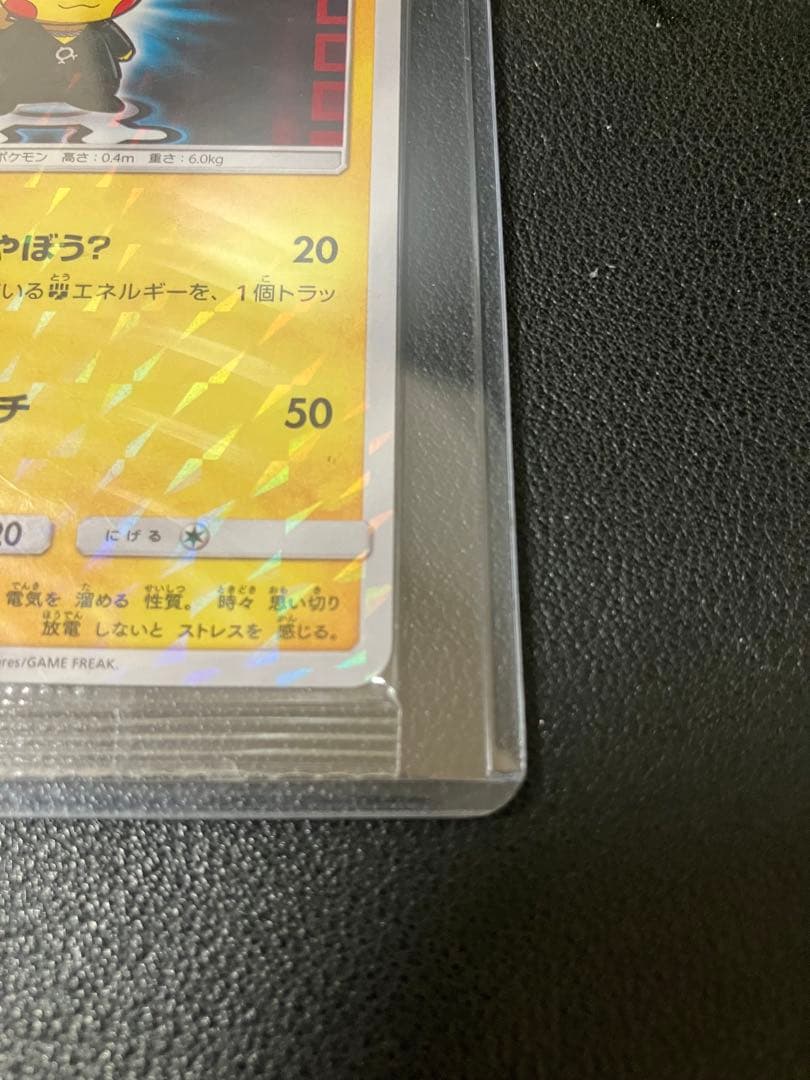 ポケモン 高さ:0.4m 重さ:6.0kg
やぼう? 20
いる エネルギーを、1個トラッ
チ 50
20 にげる
電気を 溜める 性質。 時々 思い切り
放電 しないと ストレスを 感じる。
res/GAME FREAK.